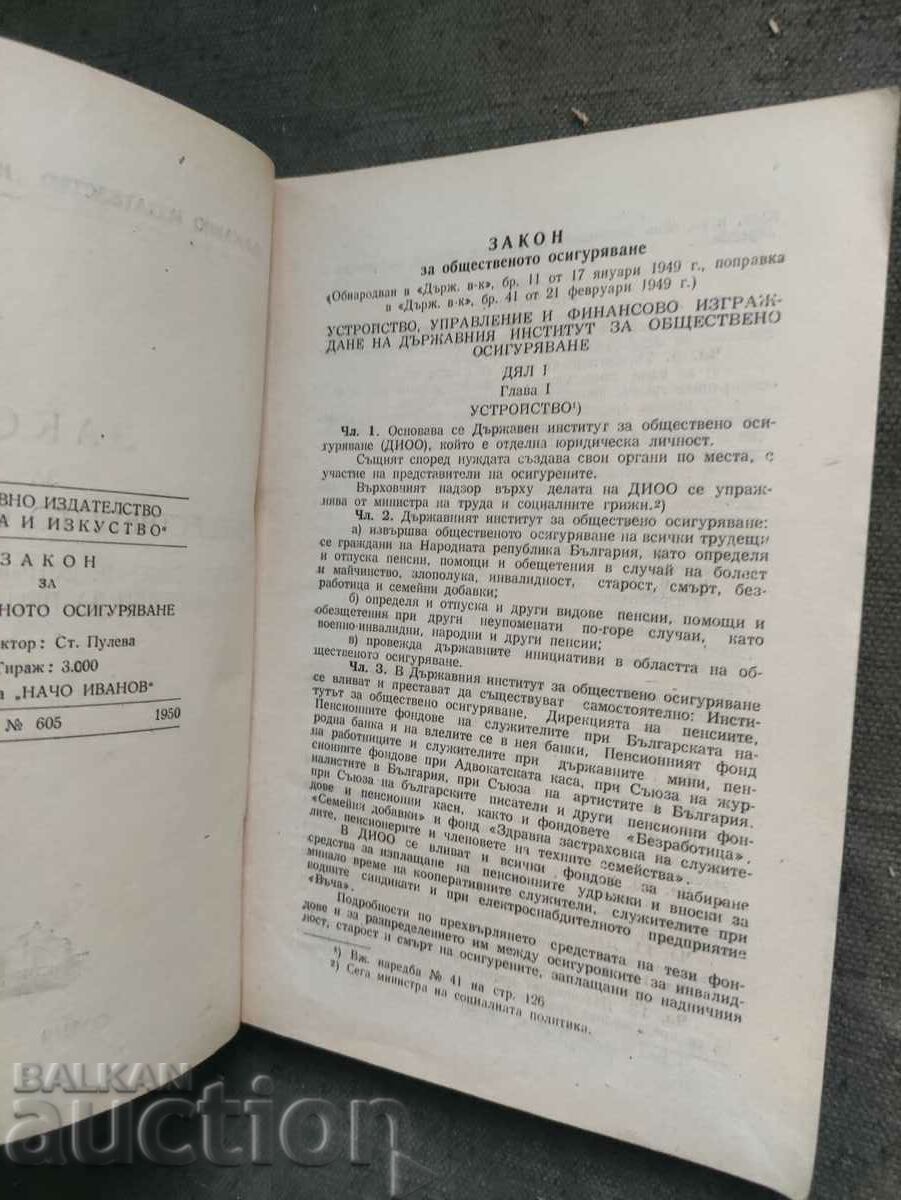 ВНО ИЗДАТЕЛСТВО
А И ИЗКУСТВО"
ЗАКОН
ЗА
НОТО ОСИГУРЯВАНЕ
ктор: Ст. Пулева
Тираж: 3.000
а „НАЧО ИВАНОВ"
№ 605 1950
ЗАКОН
за общественото осигуряване
(Обнародван в «Държ. в-к», бр. 11 от 17 януари 1949 г., поправка
в «Държ. в-к», бр. 41 от 21 февруари 1949 г.)
УСТРОЙСТВО, УПРАВЛЕНИЕ И ФИНАНСОВО ИЗГРАЖ-
ДАНЕ НА ДЪРЖАВНИЯ ИНСТИТУТ ЗА ОБЩЕСТВЕНО
ОСИГУРЯВАНЕ
ДЯЛ I
Глава I
УСТРОЙСТВО¹)
Чл. 1. Основава се Държавен институт за обществено оси-
гуряване (ДИОО), който е отделна юридическа личност.
Същият според нуждата създава свои органи по места, с
участие на представители на осигурените.
Върховният надзор върху делата на ДИОО се упраж-
нява от министра на труда и социалните грижи.²)
Чл. 2. Държавният институт за обществено осигуряване:
а) извършва общественото осигуряване на всички трудещи
се граждани на Народната република България, като определя
и отпуска пенсии, помощи и обещетения в случай на болест
и майчинство, злополука, инвалидност, старост, смърт, без-
работица и семейни добавки;
б) определя и отпуска и други видове пенсии, помощи и
обезщетения при други неупоменати по-горе случаи, като
военно-инвалидни, народни и други пенсии;
в) провежда държавните инициативи в областта на об-
щественото осигуряване.
Чл. 3. В Държавния институт за обществено осигуряване
се вливат и престават да съществуват самостоятелно: Инсти-
тутът за обществено осигуряване, Дирекцията на пенсиите,
Пенсионните фондове на служителите при Българската на-
родна банка и на влелите се в нея банки, Пенсионният фонд
на работниците и служителите при държавните мини, пен-
сионните фондове при Адвокатската каса, при Съюза на жур-
налистите в България, при Съюза на артистите в България.
при Съюза на българските писатели и други пенсионни фон-
дове и пенсионни каси, както и фондовете «Безработица».
«Семейни добавки» и фонд «Здравна застраховка на служите-
лите, пенсионерите и членовете на техните семейства».
В ДИОО се вливат и всички фондове за набиране
средства за изплащане на пенсионните удръжки и вноски за
минало време на кооперативните служители, служителите при
водните синдикати и при електроснабдителното предприятие
«Въча».
Подробности по прехвърлянето средствата на тези фон-
дове и за разпределението им между осигуровките за инвалид-
ност, старост и смърт на осигурените, заплащани по надничния
¹) Вж. наредба № 41 на стр. 126
²) Сега министра на социалната политика.
BALKAN
auction